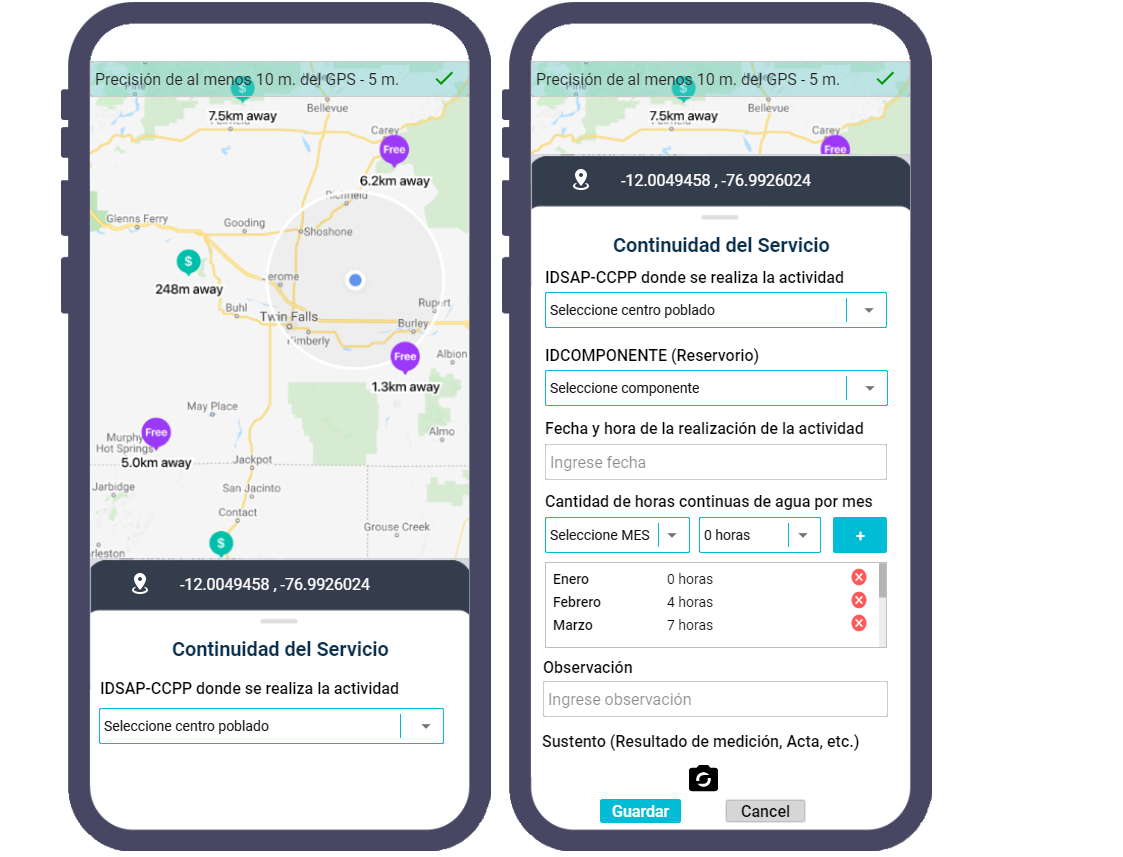 Precisión de al menos 10 m. del GPS - 5 m.
$
7.5km away
Bellevue
Carey
Free
6.2km away
Richfield
Glenns Ferry
Gooding
Shoshone
$
248m away
Jerome
Rupert
Buhl
Twin Falls
Burley
Kimberly
Free
Albion
1.3km away
May Place
Free
Murphy
Hot Springs
Almo
5.0km away
Jackpot
Jarbidge
San Jacinto
Contact
Grouse Creek
$
rleston
-12.0049458 , -76.9926024
Continuidad del Servicio
IDSAP-CCPP donde se realiza la actividad
Seleccione centro poblado
Precisión de al menos 10 m. del GPS - 5 m.
$
7.5km away
Bellevue
Carey
Free
-12.0049458 , -76.9926024
Continuidad del Servicio
IDSAP-CCPP donde se realiza la actividad
Seleccione centro poblado
IDCOMPONENTE (Reservorio)
Seleccione componente
Fecha y hora de la realización de la actividad
Ingrese fecha
Cantidad de horas continuas de agua por mes
Seleccione MES 0 horas +
Enero 0 horas
Febrero 4 horas
Marzo 7 horas
Observación
Ingrese observación
Sustento (Resultado de medición, Acta, etc.)
Guardar Cancel